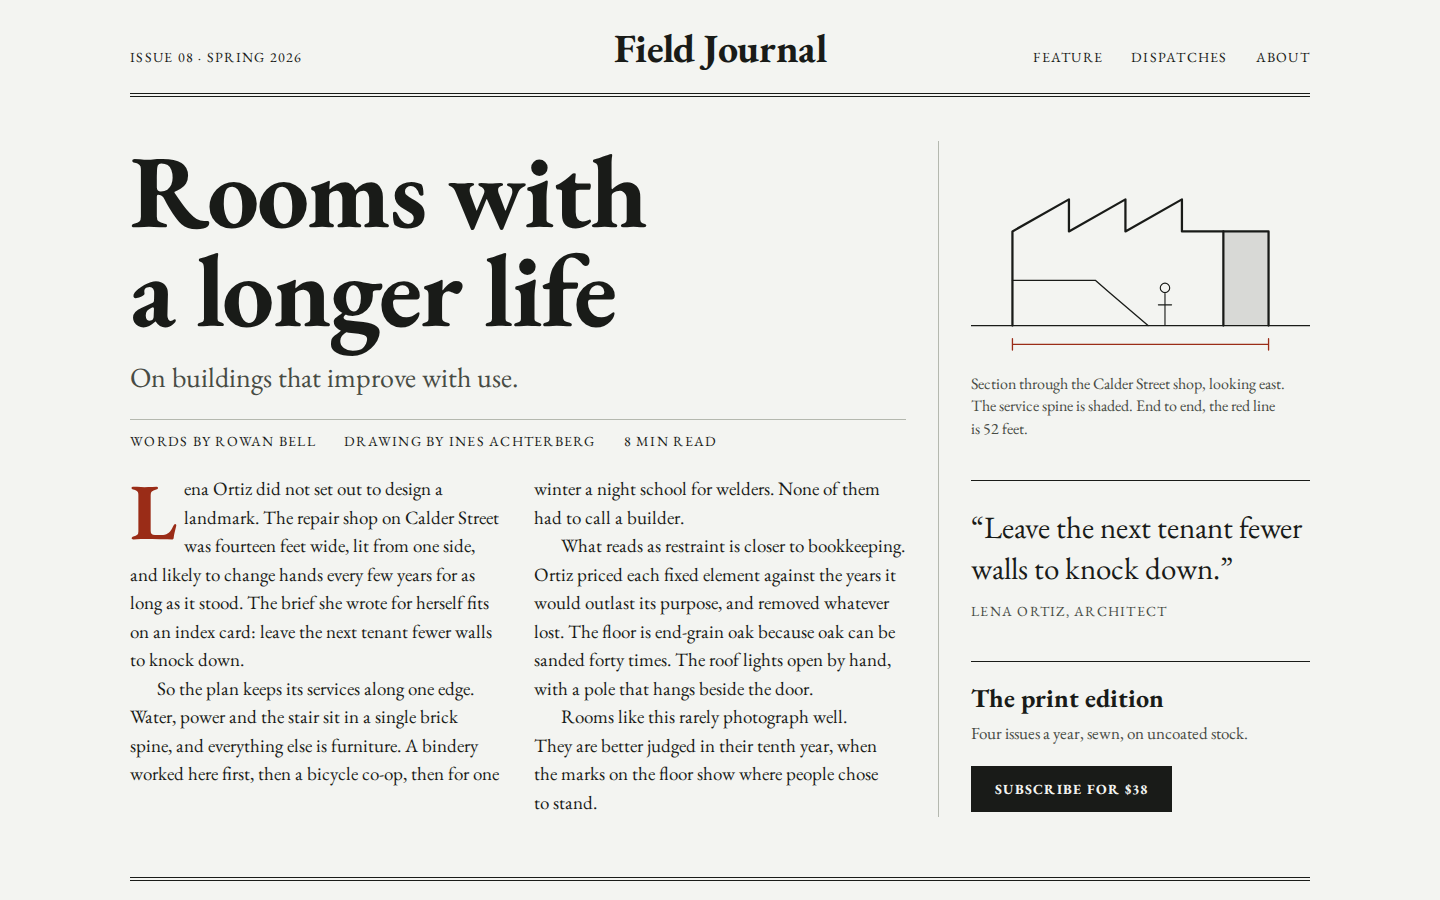 ISSUE 08 · SPRING 2026
Field Journal
FEATURE DISPATCHES ABOUT
Rooms with
a longer life
On buildings that improve with use.
WORDS BY ROWAN BELL DRAWING BY INES ACHTERBERG 8 MIN READ
Lena Ortiz did not set out to design a
landmark. The repair shop on Calder Street
was fourteen feet wide, lit from one side,
and likely to change hands every few years for as
long as it stood. The brief she wrote for herself fits
on an index card: leave the next tenant fewer walls
to knock down.
So the plan keeps its services along one edge.
Water, power and the stair sit in a single brick
spine, and everything else is furniture. A bindery
worked here first, then a bicycle co-op, then for one
winter a night school for welders. None of them
had to call a builder.
What reads as restraint is closer to bookkeeping.
Ortiz priced each fixed element against the years it
would outlast its purpose, and removed whatever
lost. The floor is end-grain oak because oak can be
sanded forty times. The roof lights open by hand,
with a pole that hangs beside the door.
Rooms like this rarely photograph well.
They are better judged in their tenth year, when
the marks on the floor show where people chose
to stand.
Section through the Calder Street shop, looking east.
The service spine is shaded. End to end, the red line
is 52 feet.
“Leave the next tenant fewer
walls to knock down.”
LENA ORTIZ, ARCHITECT
The print edition
Four issues a year, sewn, on uncoated stock.
SUBSCRIBE FOR $38